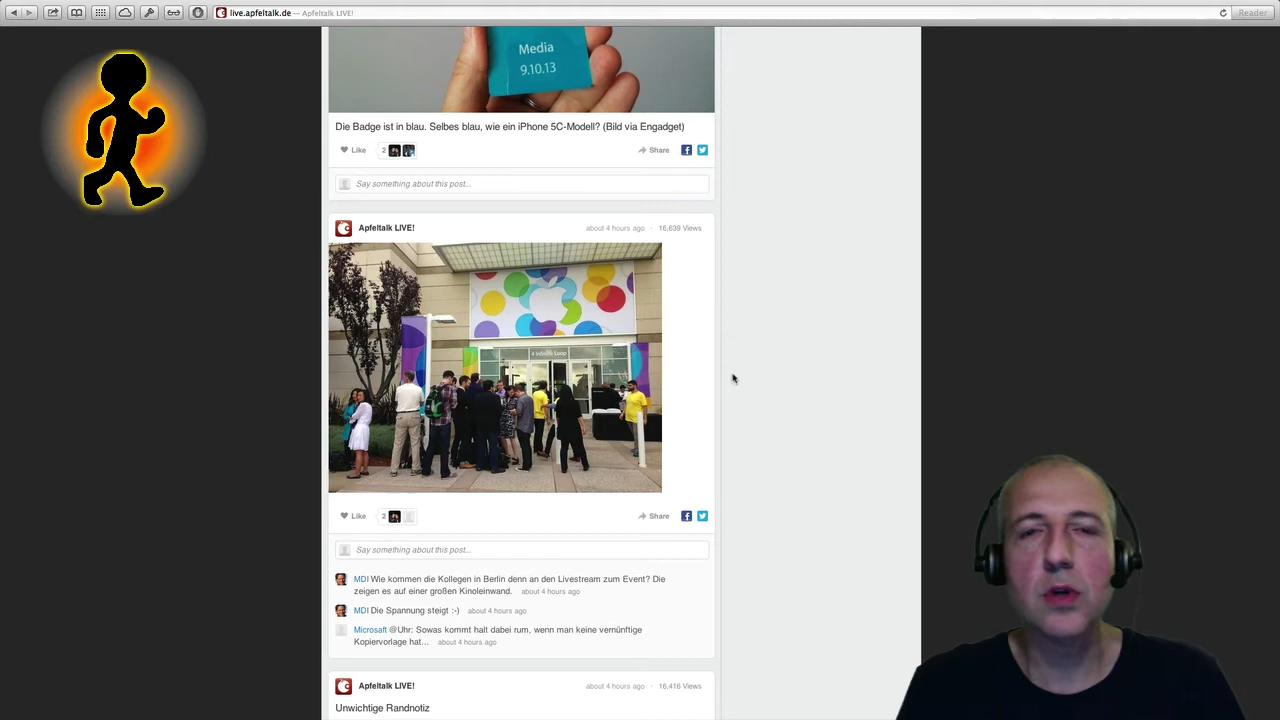 live.apfeltalk.de — Apfeltalk LIVE!
Reader
Media
9.10.13
Die Badge ist in blau. Selbes blau, wie ein iPhone 5C-Modell? (Bild via Engadget)
Like 2 Share
Say something about this post...
Apfeltalk LIVE! about 4 hours ago · 16,639 Views
4 Infinite Loop
Like 2 Share
Say something about this post...
MDI Wie kommen die Kollegen in Berlin denn an den Livestream zum Event? Die
zeigen es auf einer großen Kinoleinwand. about 4 hours ago
MDI Die Spannung steigt :-) about 4 hours ago
Microsaft @Uhr: Sowas kommt halt dabei rum, wenn man keine vernünftige
Kopiervorlage hat... about 4 hours ago
Apfeltalk LIVE! about 4 hours ago · 16,416 Views
Unwichtige Randnotiz